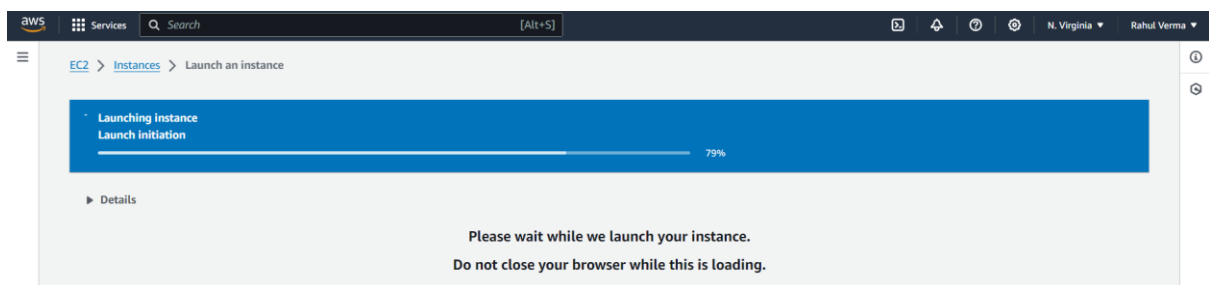 aws Services Search [Alt+S] N. Virginia Rahul Verma
EC2 > Instances > Launch an instance
Launching instance
Launch initiation
79%
Details
Please wait while we launch your instance.
Do not close your browser while this is loading.